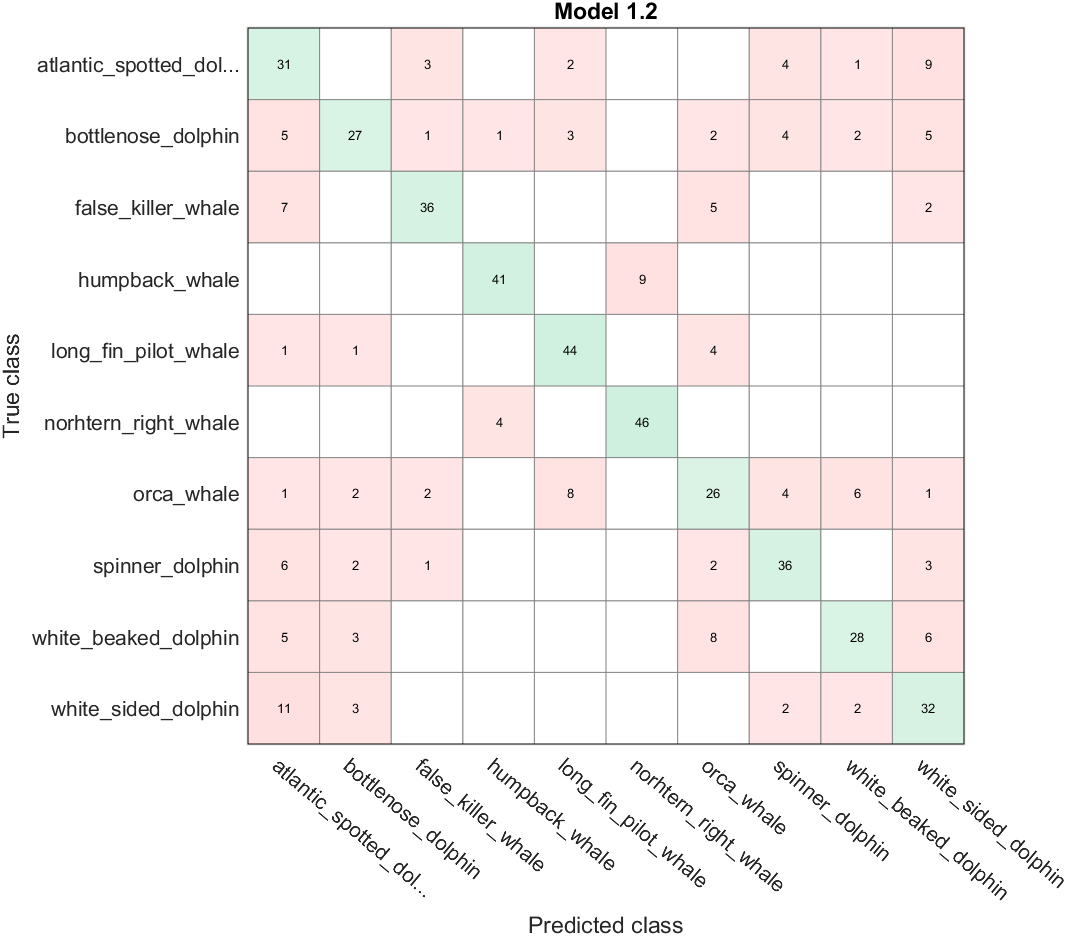 Model 1.2
True class
atlantic_spotted_dol... 31 3 2 4 1 9
bottlenose_dolphin 5 27 1 1 3 2 4 2 5
false_killer_whale 7 36 5 2
humpback_whale 41 9
long_fin_pilot_whale 1 1 44 4
norhtern_right_whale 4 46
orca_whale 1 2 2 8 26 4 6 1
spinner_dolphin 6 2 1 2 36 3
white_beaked_dolphin 5 3 8 28 6
white_sided_dolphin 11 3 2 2 32
atlantic_spotted_dol...
bottlenose_dolphin
false_killer_whale
humpback_whale
long_fin_pilot_whale
norhtern_right_whale
orca_whale
spinner_dolphin
white_beaked_dolphin
white_sided_dolphin
Predicted class